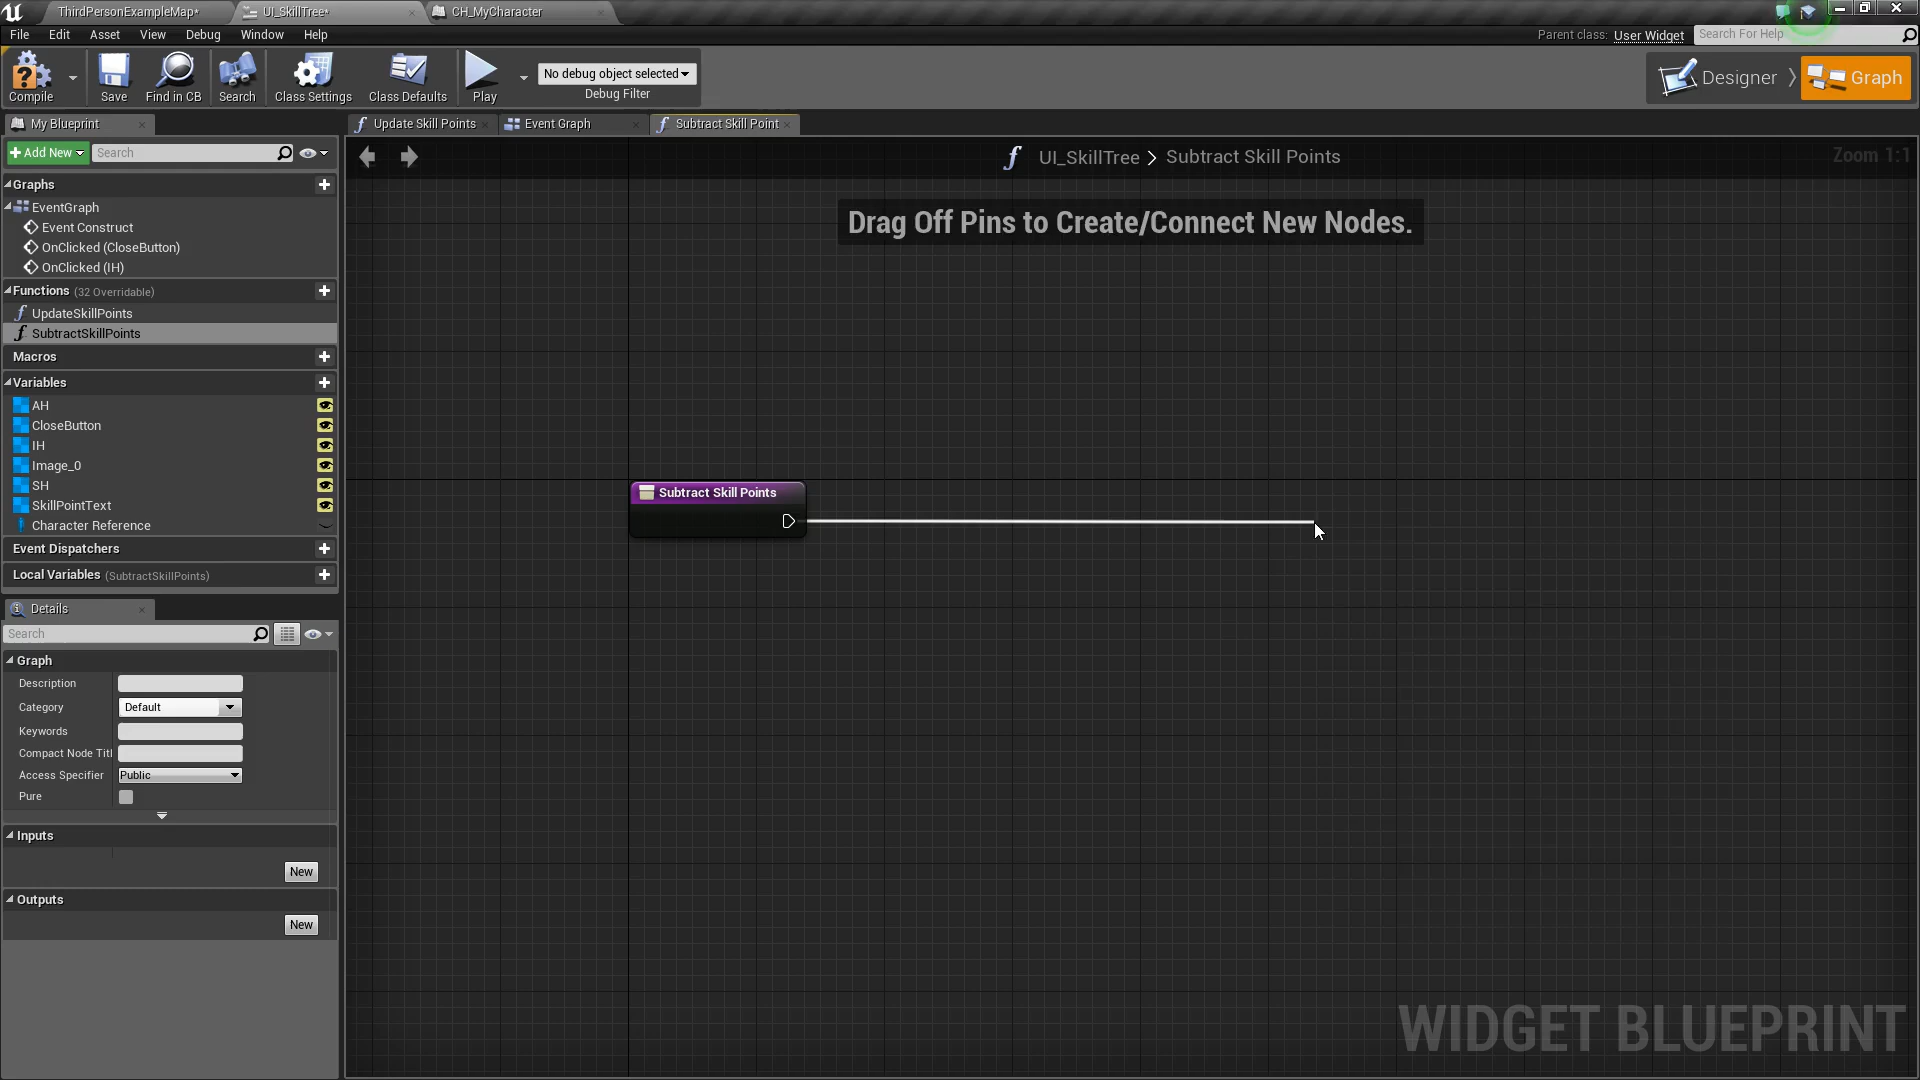 ThirdPersonExampleMap*
UI_SkillTree*
CH_MyCharacter
File Edit Asset View Debug Window Help
Parent class: User Widget
Search For Help
Compile
Save
Find in CB
Search
Class Settings
Class Defaults
Play
No debug object selected
Debug Filter
Designer
Graph
My Blueprint
Update Skill Points
Event Graph
Subtract Skill Point
Add New
Search
UI_SkillTree > Subtract Skill Points
Zoom 1:1
Drag Off Pins to Create/Connect New Nodes.
Graphs
EventGraph
Event Construct
OnClicked (CloseButton)
OnClicked (IH)
Functions (32 Overridable)
UpdateSkillPoints
SubtractSkillPoints
Macros
Variables
AH
CloseButton
IH
Image_0
SH
SkillPointText
Character Reference
Event Dispatchers
Local Variables (SubtractSkillPoints)
Subtract Skill Points
Details
Search
Graph
Description
Category
Default
Keywords
Compact Node Titl
Access Specifier
Public
Pure
Inputs
New
Outputs
New
WIDGET BLUEPRINT